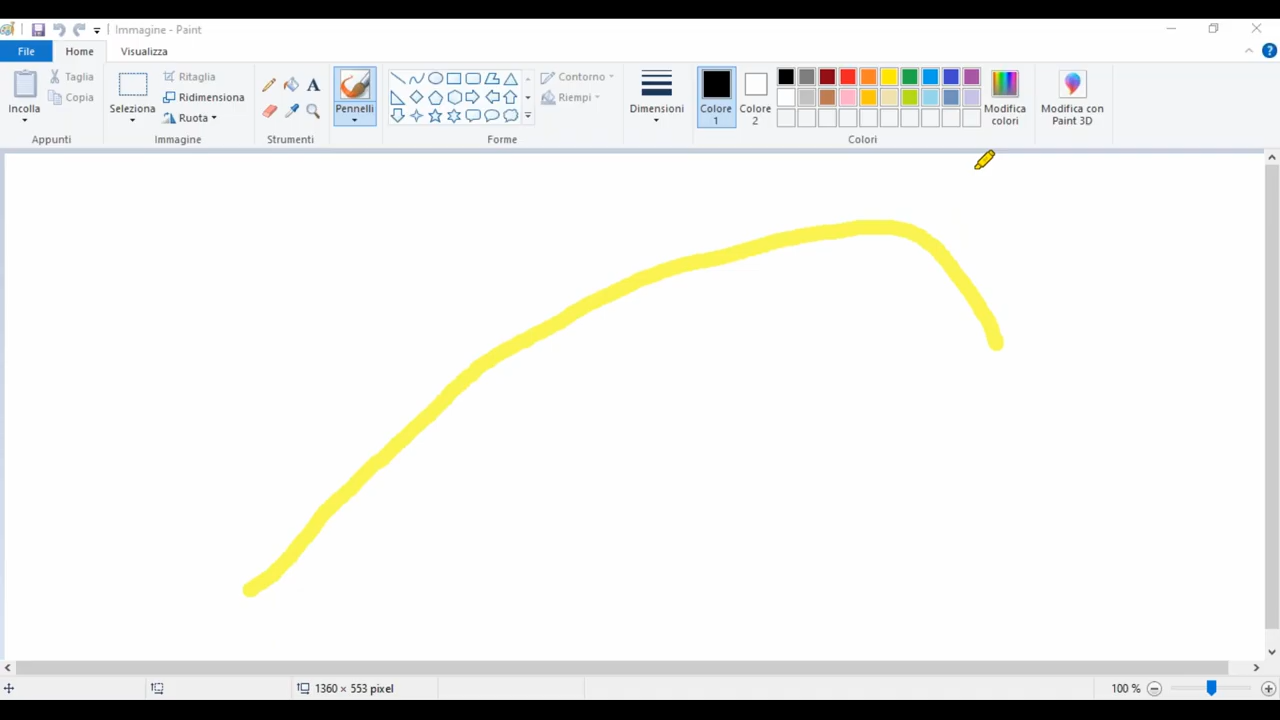 Immagine - Paint
File Home Visualizza
Incolla
Taglia
Copia
Appunti
Seleziona
Ritaglia
Ridimensiona
Ruota
Immagine
A
Strumenti
Pennelli
Contorno
Riempi
Forme
Dimensioni
Colore
1
Colore
2
Modifica
colori
Colori
Modifica con
Paint 3D
?
1360 × 553 pixel
100 %